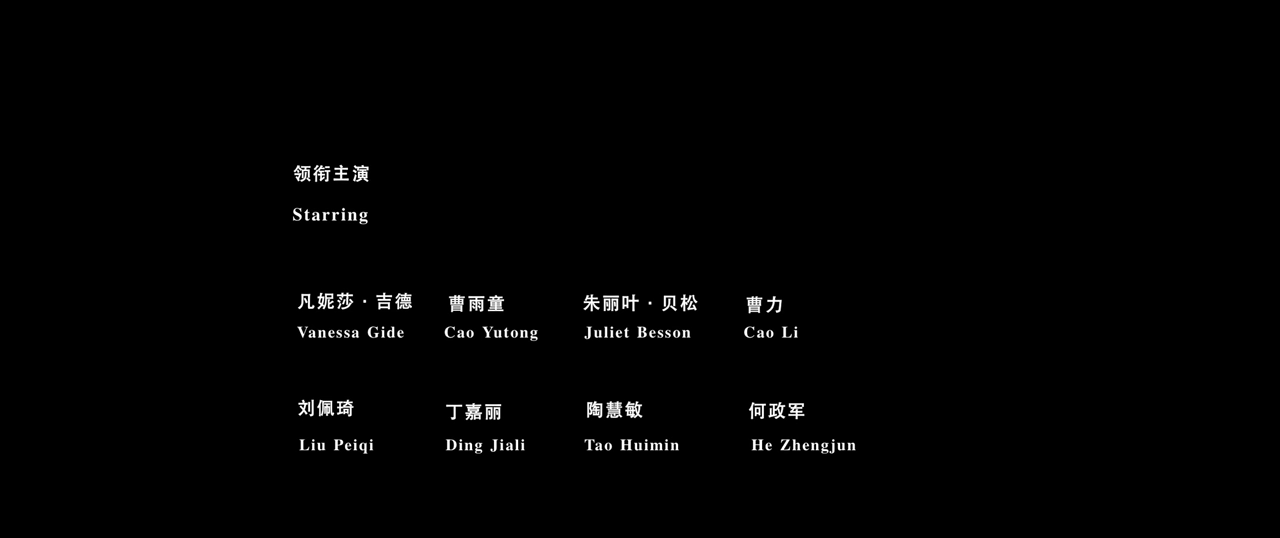 领衔主演
Starring
凡妮莎·吉德 曹雨童 朱丽叶·贝松 曹力
Vanessa Gide Cao Yutong Juliet Besson Cao Li
刘佩琦 丁嘉丽 陶慧敏 何政军
Liu Peiqi Ding Jiali Tao Huimin He Zhengjun